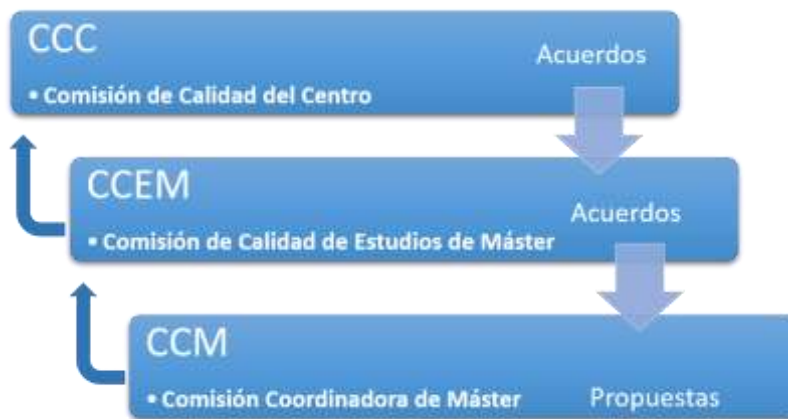 CCC
Acuerdos
• Comisión de Calidad del Centro
CCEM
Acuerdos
• Comisión de Calidad de Estudios de Máster
CCM
• Comisión Coordinadora de Máster
Propuestas